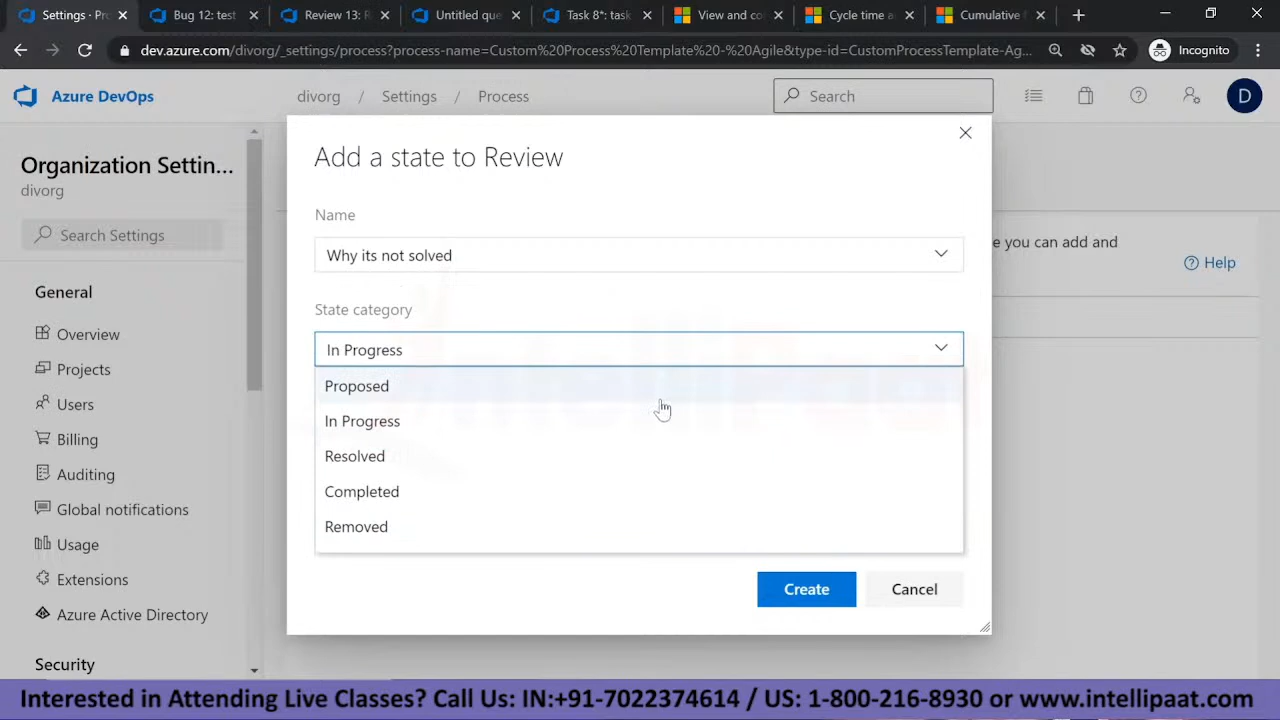 Settings - Pro
Bug 12: test
Review 13: R
Untitled que
Task 8*: task
View and co
Cycle time a
Cumulative f
dev.azure.com/divorg/_settings/process?process-name=Custom%20Process%20Template%20-%20Agile&type-id=CustomProcessTemplate-Ag...
Incognito
Azure DevOps
divorg / Settings / Process
Search
D
Organization Settin...
divorg
Search Settings
General
Overview
Projects
Users
Billing
Auditing
Global notifications
Usage
Extensions
Azure Active Directory
Security
Add a state to Review
Name
Why its not solved
State category
In Progress
Proposed
In Progress
Resolved
Completed
Removed
Create
Cancel
e you can add and
Help
Interested in Attending Live Classes? Call Us: IN:+91-7022374614 / US: 1-800-216-8930 or www.intellipaat.com